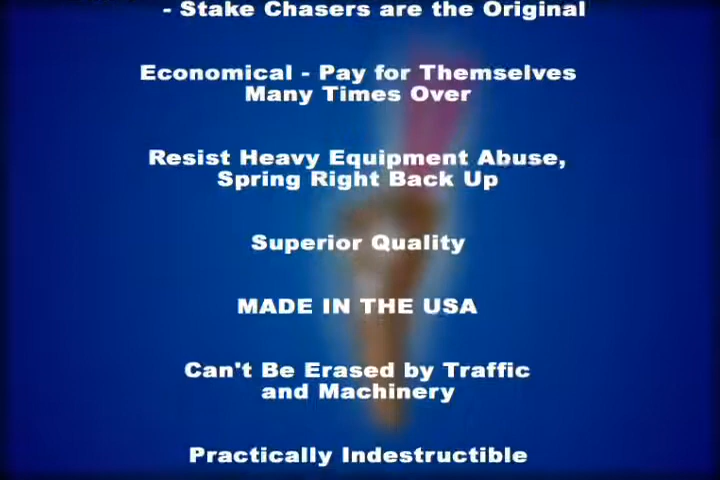 - Stake Chasers are the Original
Economical - Pay for Themselves
Many Times Over
Resist Heavy Equipment Abuse,
Spring Right Back Up
Superior Quality
MADE IN THE USA
Can't Be Erased by Traffic
and Machinery
Practically Indestructible